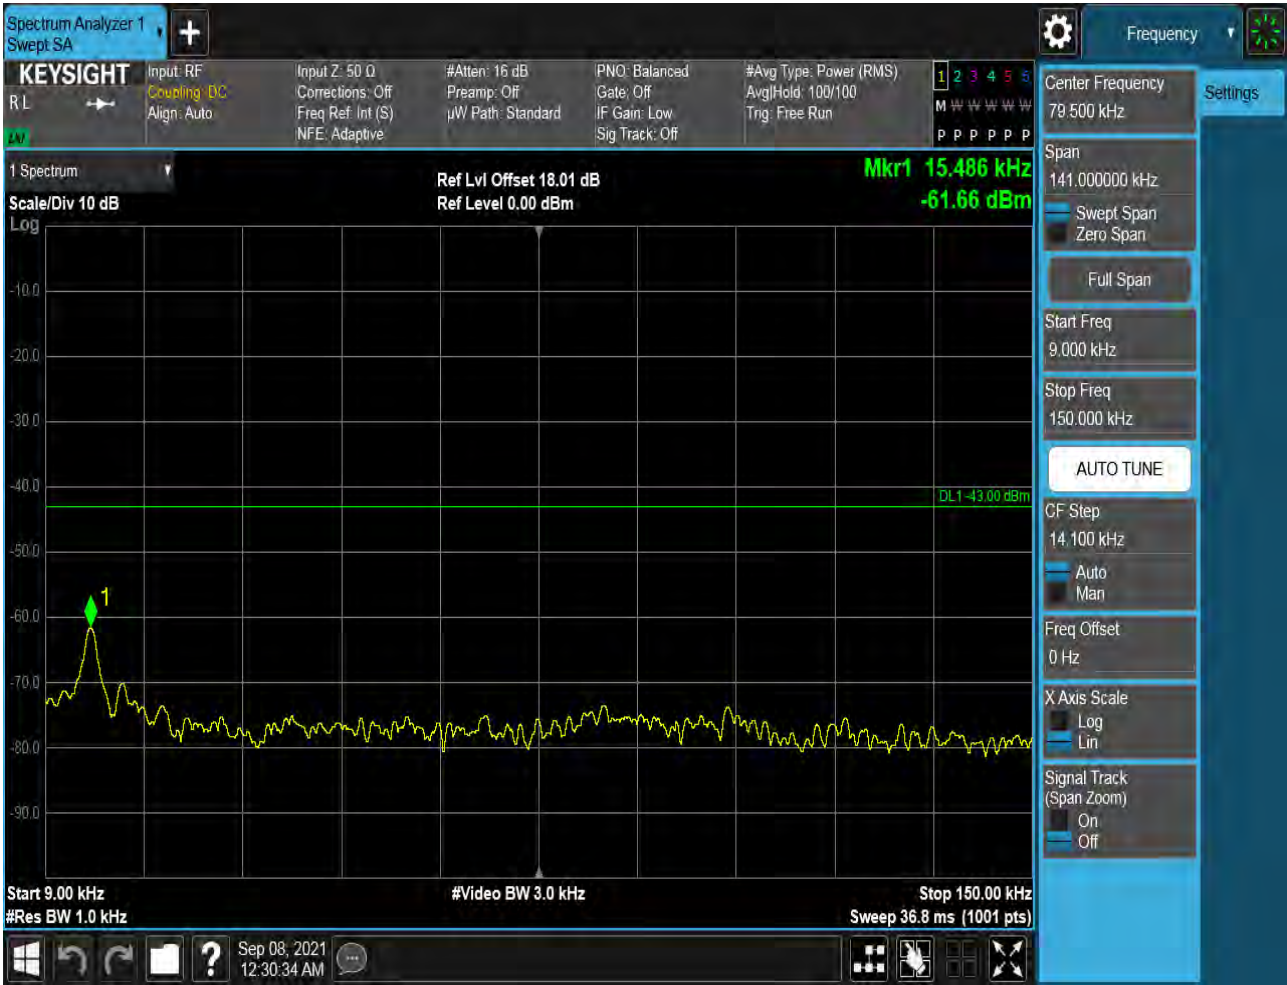 Spectrum Analyzer 1
Swept SA
+
Frequency
KEYSIGHT
R L
LXI
Input: RF
Coupling: DC
Align: Auto
Input Z: 50 Ω
Corrections: Off
Freq Ref: Int (S)
NFE: Adaptive
#Atten: 16 dB
Preamp: Off
µW Path: Standard
PNO: Balanced
Gate: Off
IF Gain: Low
Sig Track: Off
#Avg Type: Power (RMS)
Avg|Hold: 100/100
Trig: Free Run
1 2 3 4 5 6
M W W W W W
P P P P P P
1 Spectrum
Scale/Div 10 dB
Log
Ref Lvl Offset 18.01 dB
Ref Level 0.00 dBm
Mkr1 15.486 kHz
-61.66 dBm
-10.0
-20.0
-30.0
-40.0
DL1 -43.00 dBm
-50.0
1
-60.0
-70.0
-80.0
-90.0
Start 9.00 kHz
#Res BW 1.0 kHz
#Video BW 3.0 kHz
Stop 150.00 kHz
Sweep 36.8 ms (1001 pts)
Center Frequency
79.500 kHz
Settings
Span
141.000000 kHz
Swept Span
Zero Span
Full Span
Start Freq
9.000 kHz
Stop Freq
150.000 kHz
AUTO TUNE
CF Step
14.100 kHz
Auto
Man
Freq Offset
0 Hz
X Axis Scale
Log
Lin
Signal Track
(Span Zoom)
On
Off
?
Sep 08, 2021
12:30:34 AM